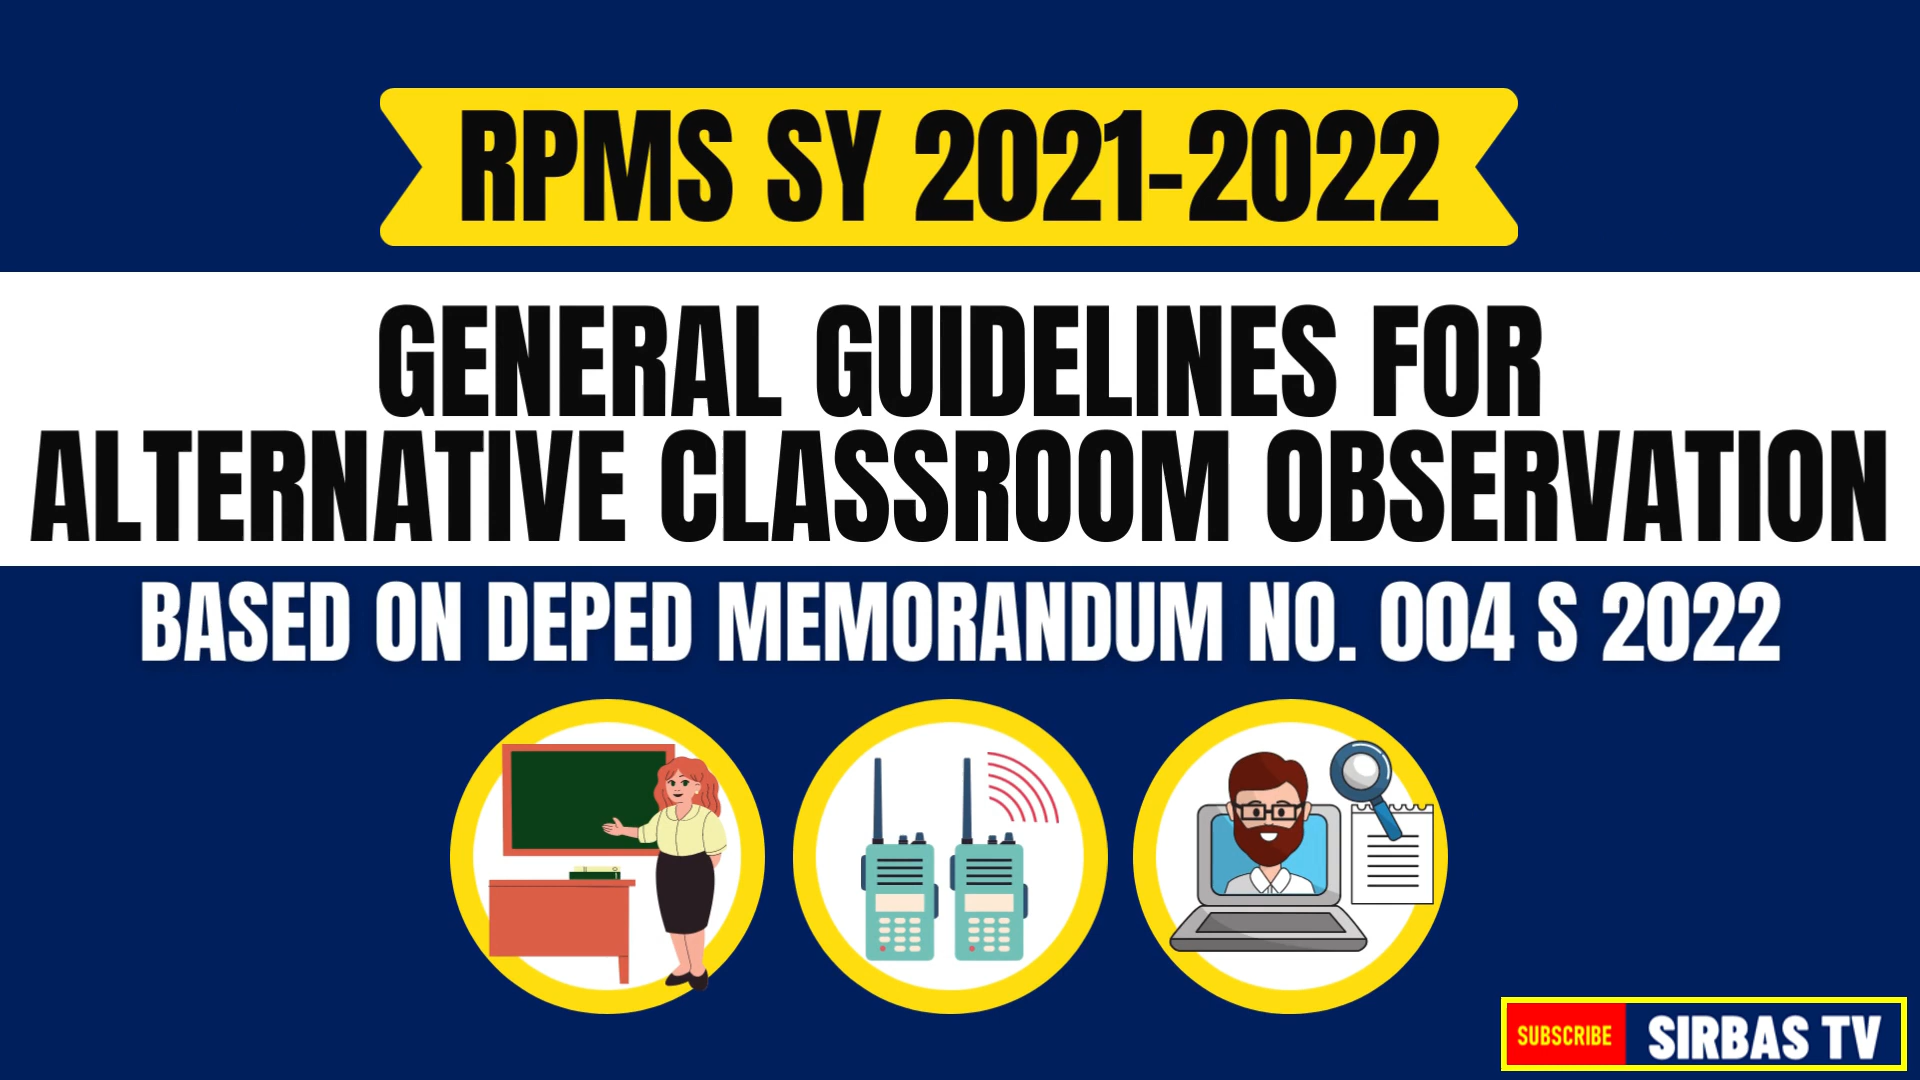 RPMS SY 2021-2022
GENERAL GUIDELINES FOR
ALTERNATIVE CLASSROOM OBSERVATION
BASED ON DEPED MEMORANDUM NO. 004 S 2022
SUBSCRIBE SIRBAS TV